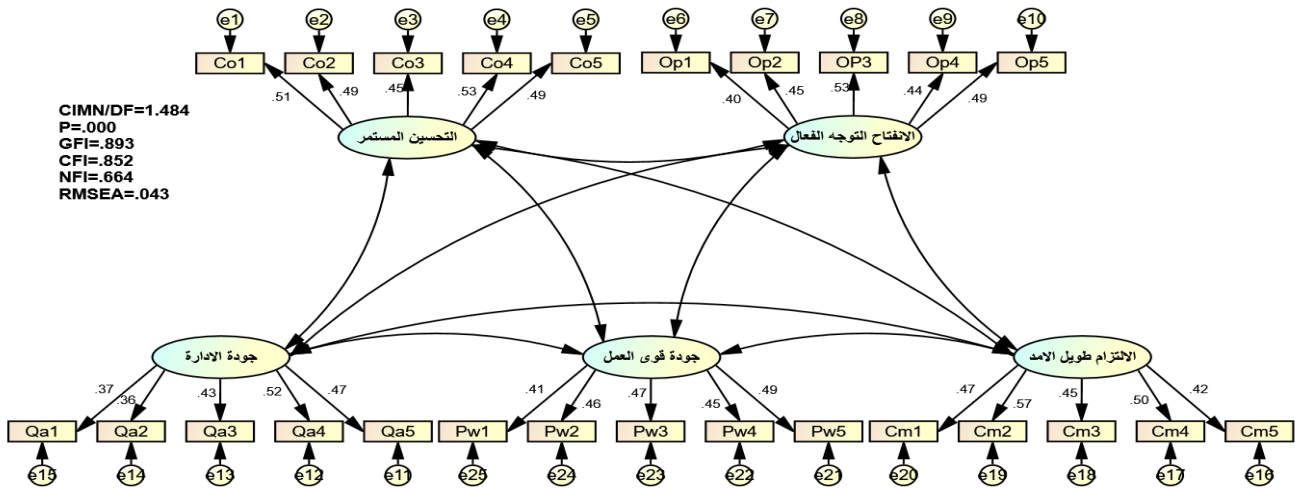 e1 e2 e3 e4 e5 e6 e7 e8 e9 e10
Co1 Co2 Co3 Co4 Co5 Op1 Op2 OP3 Op4 Op5
.51 .49 .45 .53 .49 .40 .45 .53 .44 .49
CIMN/DF=1.484
P=.000
GFI=.893
CFI=.852
NFI=.664
RMSEA=.043
التحسين المستمر
الانفتاح التوجه الفعال
جودة الادارة
جودة قوى العمل
الالتزام طويل الامد
.37 .36 .43 .52 .47 .41 .46 .47 .45 .49 .47 .57 .45 .50 .42
Qa1 Qa2 Qa3 Qa4 Qa5 Pw1 Pw2 Pw3 Pw4 Pw5 Cm1 Cm2 Cm3 Cm4 Cm5
e15 e14 e13 e12 e11 e25 e24 e23 e22 e21 e20 e19 e18 e17 e16